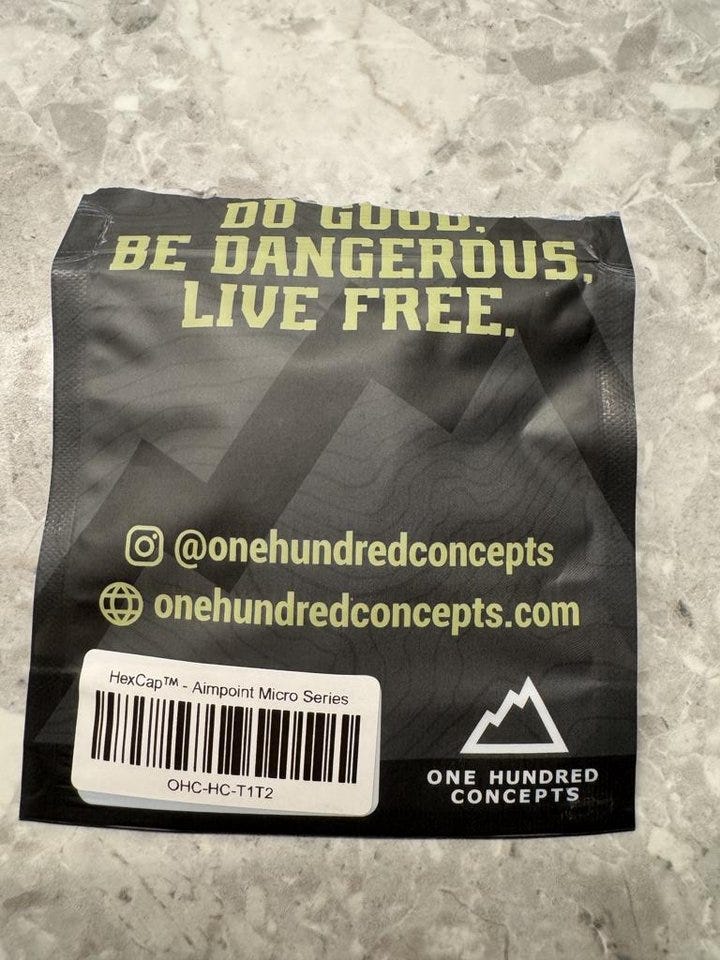 DO GOOD.
BE DANGEROUS,
LIVE FREE.
@onehundredconcepts
onehundredconcepts.com
HexCap™ - Aimpoint Micro Series
OHC-HC-T1T2
ONE HUNDRED
CONCEPTS